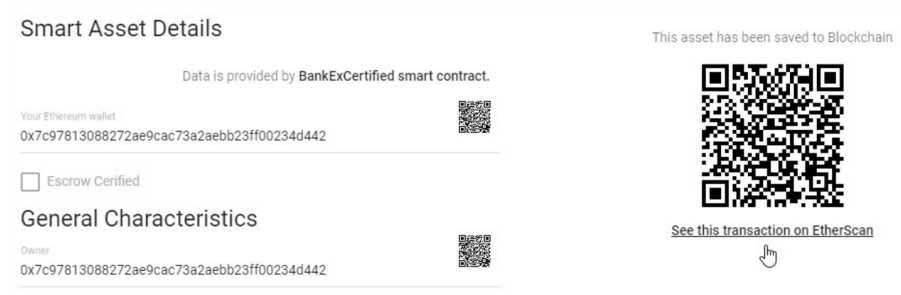 Smart Asset Details
Data is provided by BankExCertified smart contract.
Your Ethereum wallet
0x7c97813088272ae9cac73a2aebb23ff00234d442
Escrow Cerified
General Characteristics
Owner
0x7c97813088272ae9cac73a2aebb23ff00234d442
This asset has been saved to Blockchain
See this transaction on EtherScan